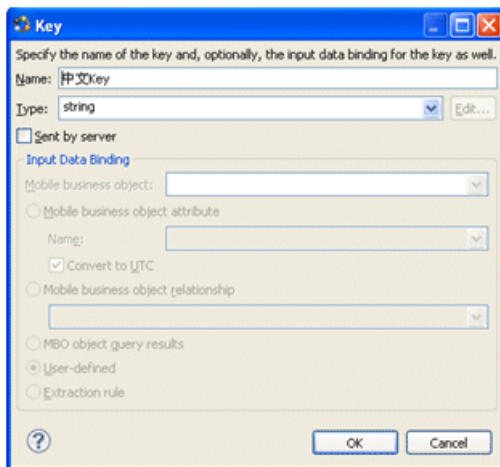 Key
Specify the name of the key and, optionally, the input data binding for the key as well.
Name: 中文Key
Type: string Edit...
Sent by server
Input Data Binding
Mobile business object:
Mobile business object attribute
Name:
Convert to UTC
Mobile business object relationship
MBO object query results
User-defined
Extraction rule
? OK Cancel